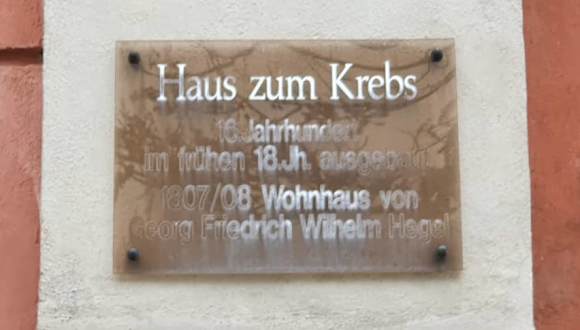 Haus zum Krebs
16. Jahrhundert,
im frühen 18.Jh. ausgebaut.
1807/08 Wohnhaus von
Georg Friedrich Wilhelm Hegel